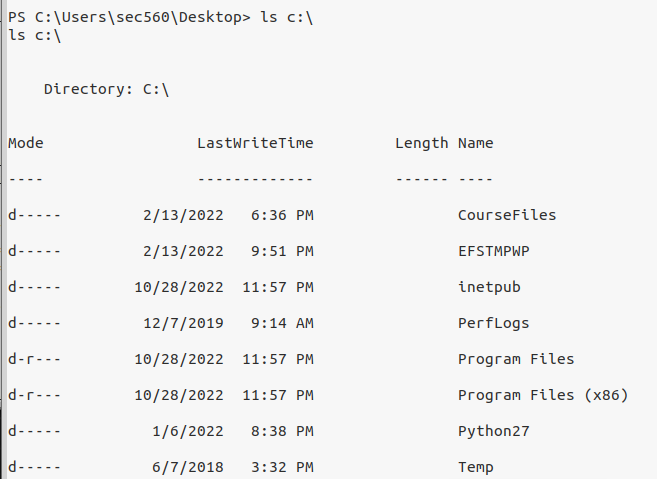 PS C:\Users\sec560\Desktop> ls c:\
ls c:\
Directory: C:\
Mode LastWriteTime Length Name
---- ------------- ------ ----
d----- 2/13/2022 6:36 PM CourseFiles
d----- 2/13/2022 9:51 PM EFSTMPWP
d----- 10/28/2022 11:57 PM inetpub
d----- 12/7/2019 9:14 AM PerfLogs
d-r--- 10/28/2022 11:57 PM Program Files
d-r--- 10/28/2022 11:57 PM Program Files (x86)
d----- 1/6/2022 8:38 PM Python27
d----- 6/7/2018 3:32 PM Temp